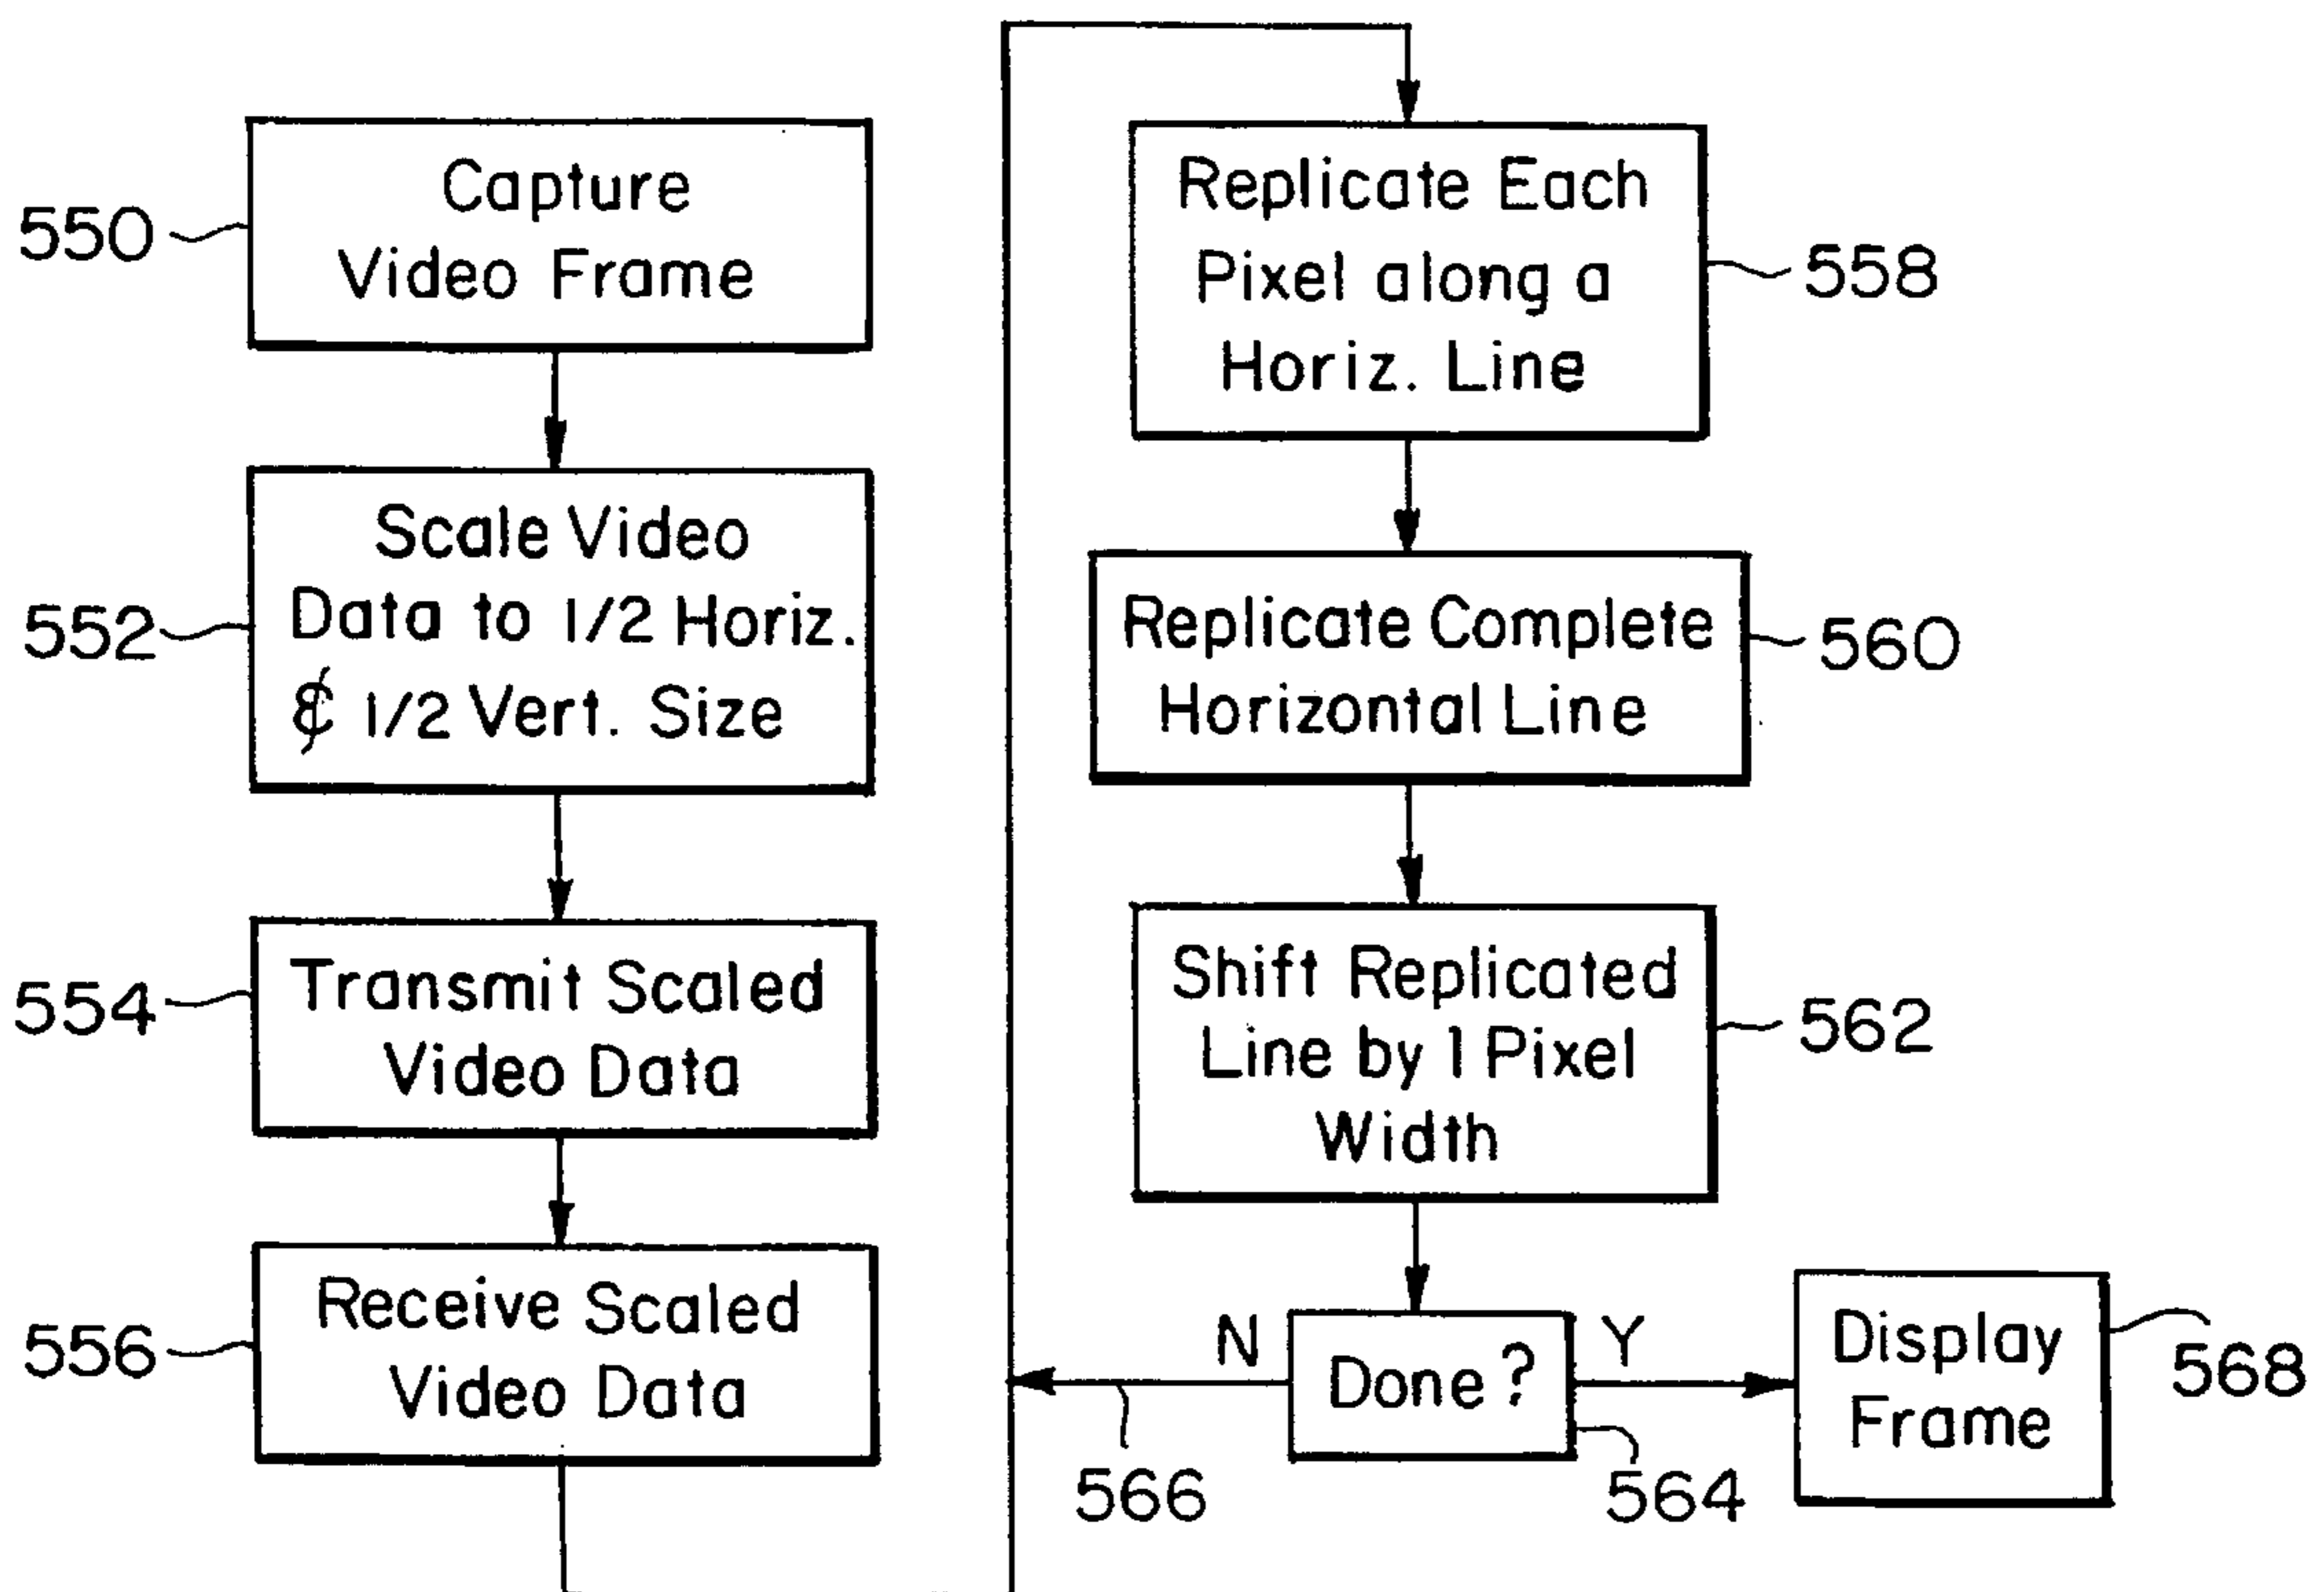 550
Capture
Video Frame
552
Scale Video
Data to 1/2 Horiz.
& 1/2 Vert. Size
554
Transmit Scaled
Video Data
556
Receive Scaled
Video Data
Replicate Each
Pixel along a
Horiz. Line
558
Replicate Complete
Horizontal Line
560
Shift Replicated
Line by 1 Pixel
Width
562
N
Done ?
Y
566
564
Display
Frame
568